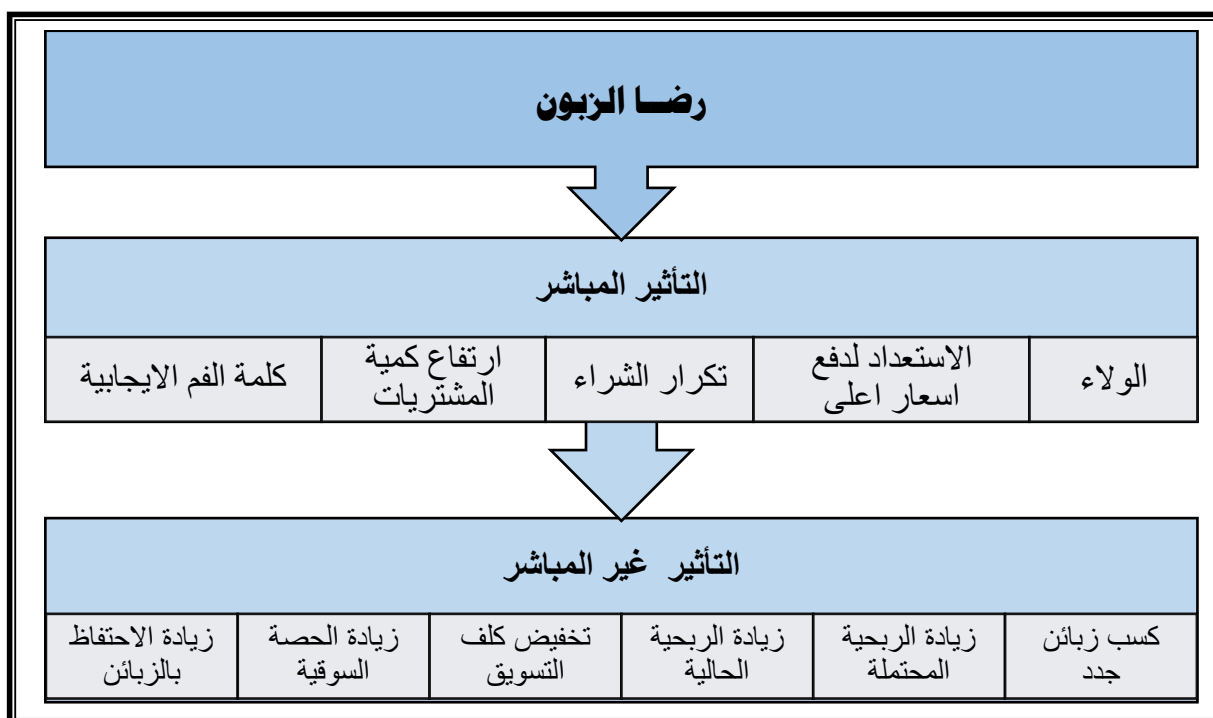 رضا الزبون
التأثير المباشر
الولاء
الاستعداد لدفع
اسعار اعلى
تكرار الشراء
ارتفاع كمية
المشتريات
كلمة الفم الايجابية
التأثير غير المباشر
كسب زبائن
جدد
زيادة الربحية
المحتملة
زيادة الربحية
الحالية
تخفيض كلف
التسويق
زيادة الحصة
السوقية
زيادة الاحتفاظ
بالزبائن